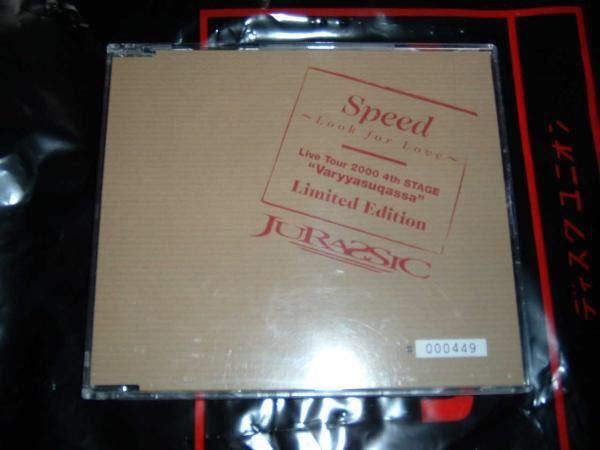 Speed
~Look for Love~
Live Tour 2000 4th STAGE
"Varyyasuqassa"
Limited Edition
JURASSIC
# 000449
ディスク ユニオン